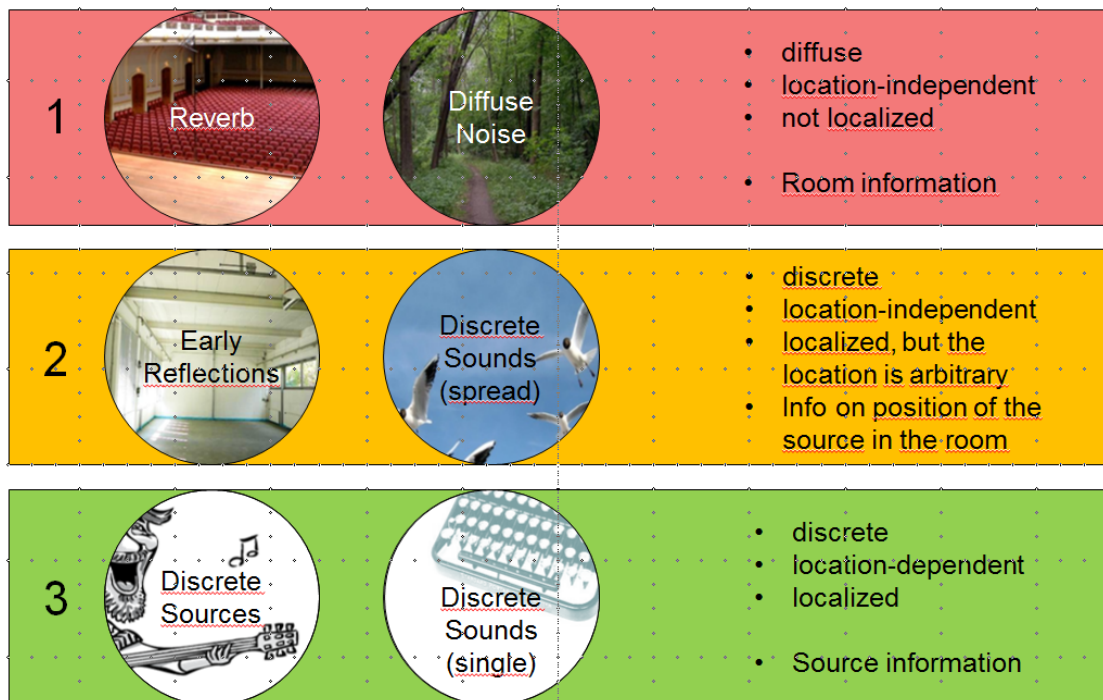 1
Reverb
Diffuse
Noise
• diffuse
• location-independent
• not localized
• Room information
2
Early
Reflections
Discrete
Sounds
(spread)
• discrete
• location-independent
• localized, but the
location is arbitrary
• Info on position of the
source in the room
3
Discrete
Sources
Discrete
Sounds
(single)
• discrete
• location-dependent
• localized
• Source information